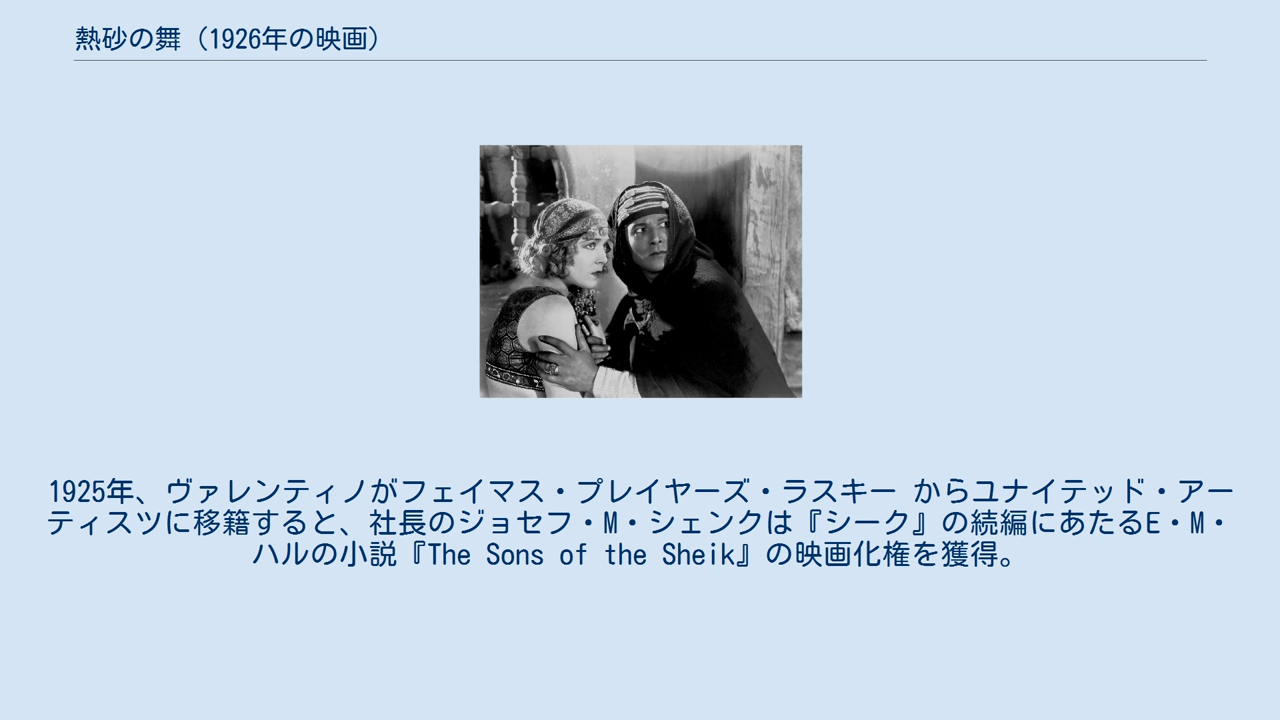 熱砂の舞（1926年の映画）
1925年、ヴァレンティノがフェイマス・プレイヤーズ・ラスキー からユナイテッド・アー
ティスツに移籍すると、社長のジョセフ・M・シェンクは『シーク』の続編にあたるE・M・
ハルの小説『The Sons of the Sheik』の映画化権を獲得。